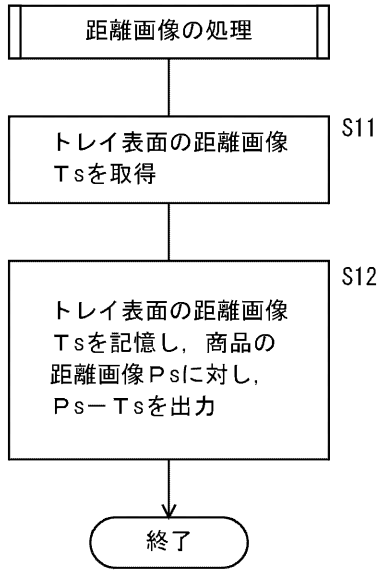 距離画像の処理
S11
トレイ表面の距離画像
Tsを取得
S12
トレイ表面の距離画像
Tsを記憶し，商品の
距離画像Psに対し，
Ps－Tsを出力
終了